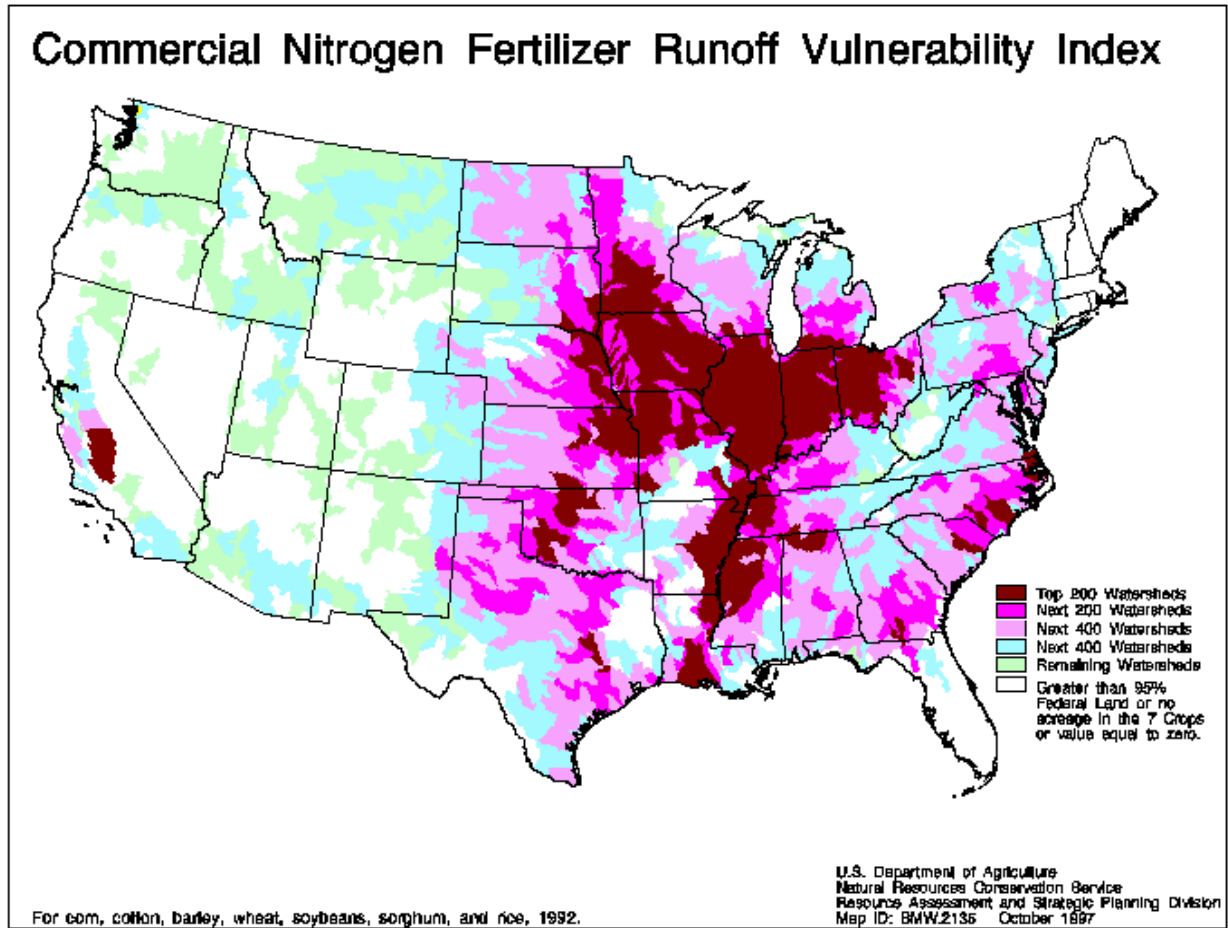 Commercial Nitrogen Fertilizer Runoff Vulnerability Index
Top 200 Watersheds
Next 200 Watersheds
Next 400 Watersheds
Next 400 Watersheds
Remaining Watersheds
Greater than 95%
Federal Land or no
acreage in the 7 Crops
or value equal to zero.
U.S. Department of Agriculture
Natural Resources Conservation Service
Resource Assessment and Strategic Planning Division
Map ID: BMW.2135 October 1997
For corn, cotton, barley, wheat, soybeans, sorghum, and rice, 1992.